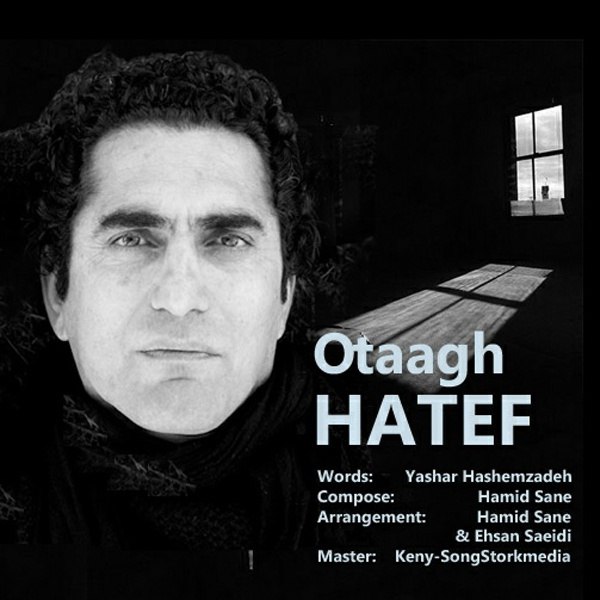 Otaagh
HATEF
Words: Yashar Hashemzadeh
Compose: Hamid Sane
Arrangement: Hamid Sane
& Ehsan Saeidi
Master: Keny-SongStorkmedia